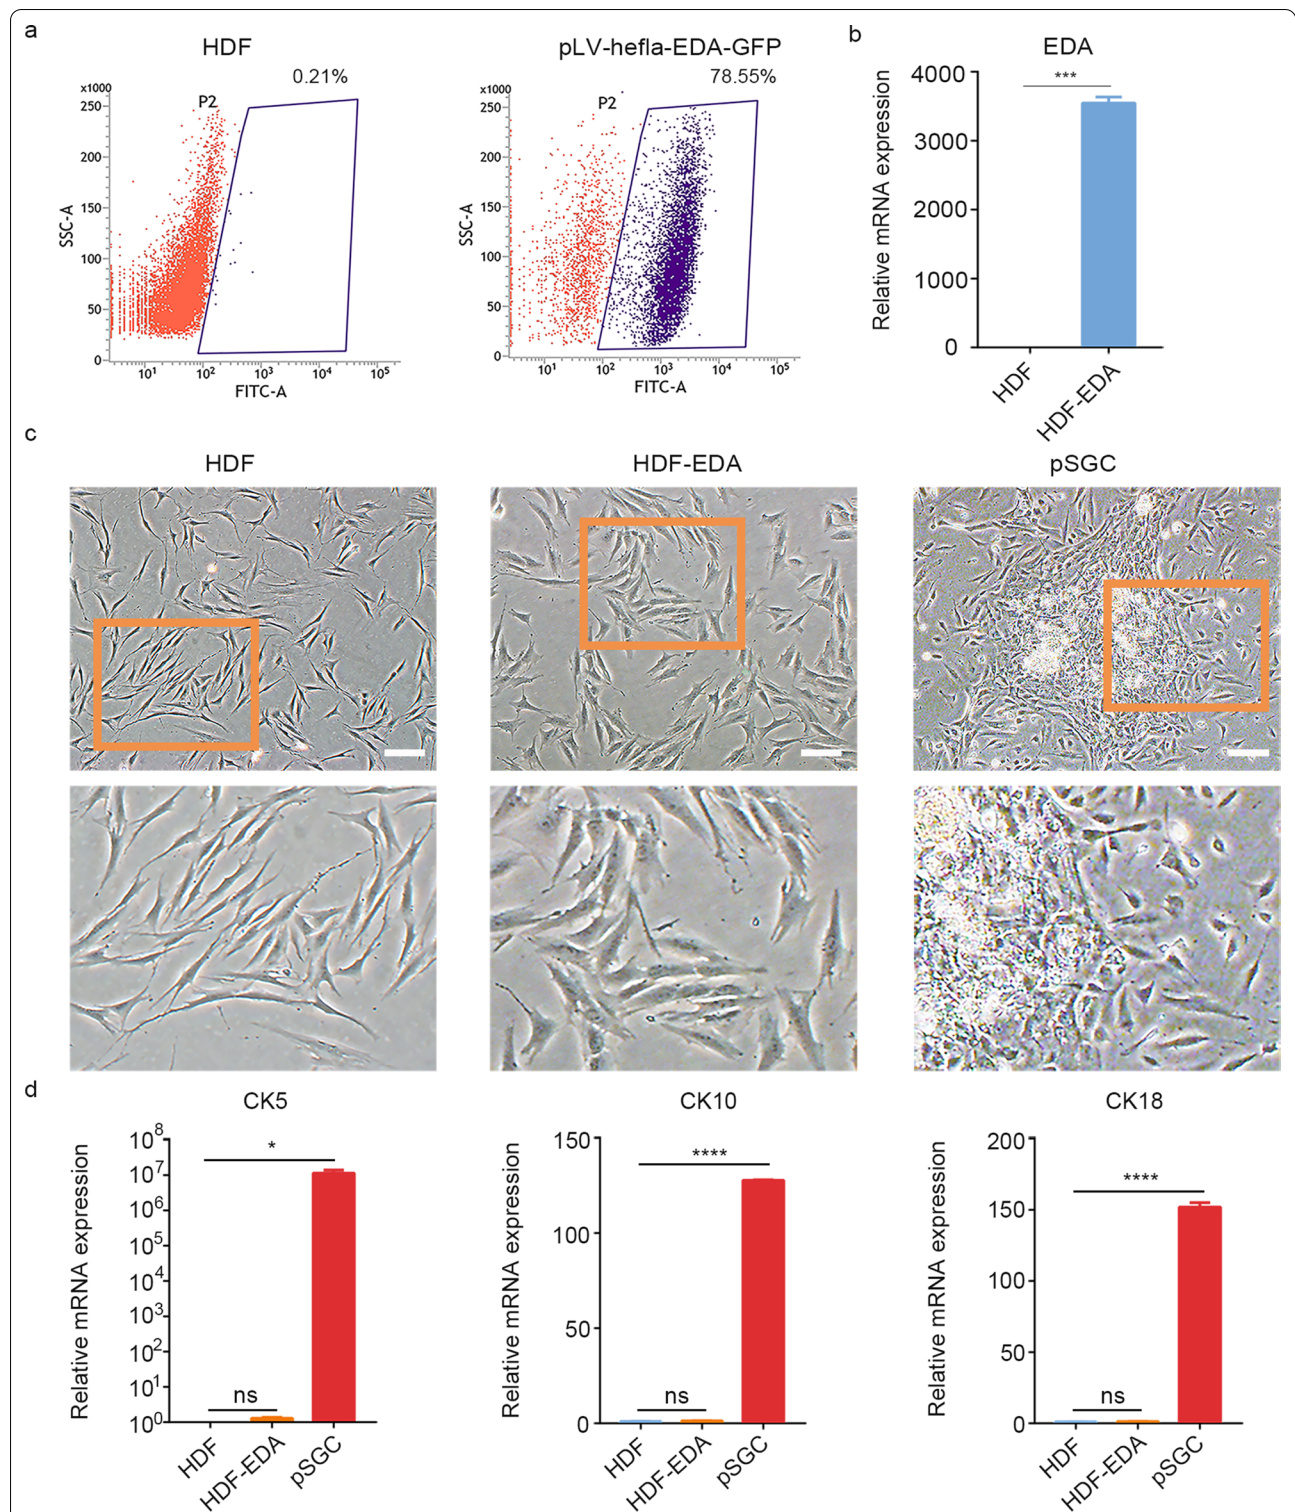 a
HDF
0.21%
x1000
P2
250
200
150
100
50
0
SSC-A
10¹
10²
10³
10⁴
10⁵
FITC-A
pLV-hefla-EDA-GFP
78.55%
x1000
P2
250
200
150
100
50
0
SSC-A
10¹
10²
10³
10⁴
10⁵
FITC-A
b
EDA
***
Relative mRNA expression
4000
3000
2000
1000
0
HDF
HDF-EDA
c
HDF
HDF-EDA
pSGC
d
CK5
*
Relative mRNA expression
10⁸
10⁷
10⁶
10⁵
10⁴
10³
10²
10¹
10⁰
ns
HDF
HDF-EDA
pSGC
CK10
****
Relative mRNA expression
150
100
50
0
ns
HDF
HDF-EDA
pSGC
CK18
****
Relative mRNA expression
200
150
100
50
0
ns
HDF
HDF-EDA
pSGC